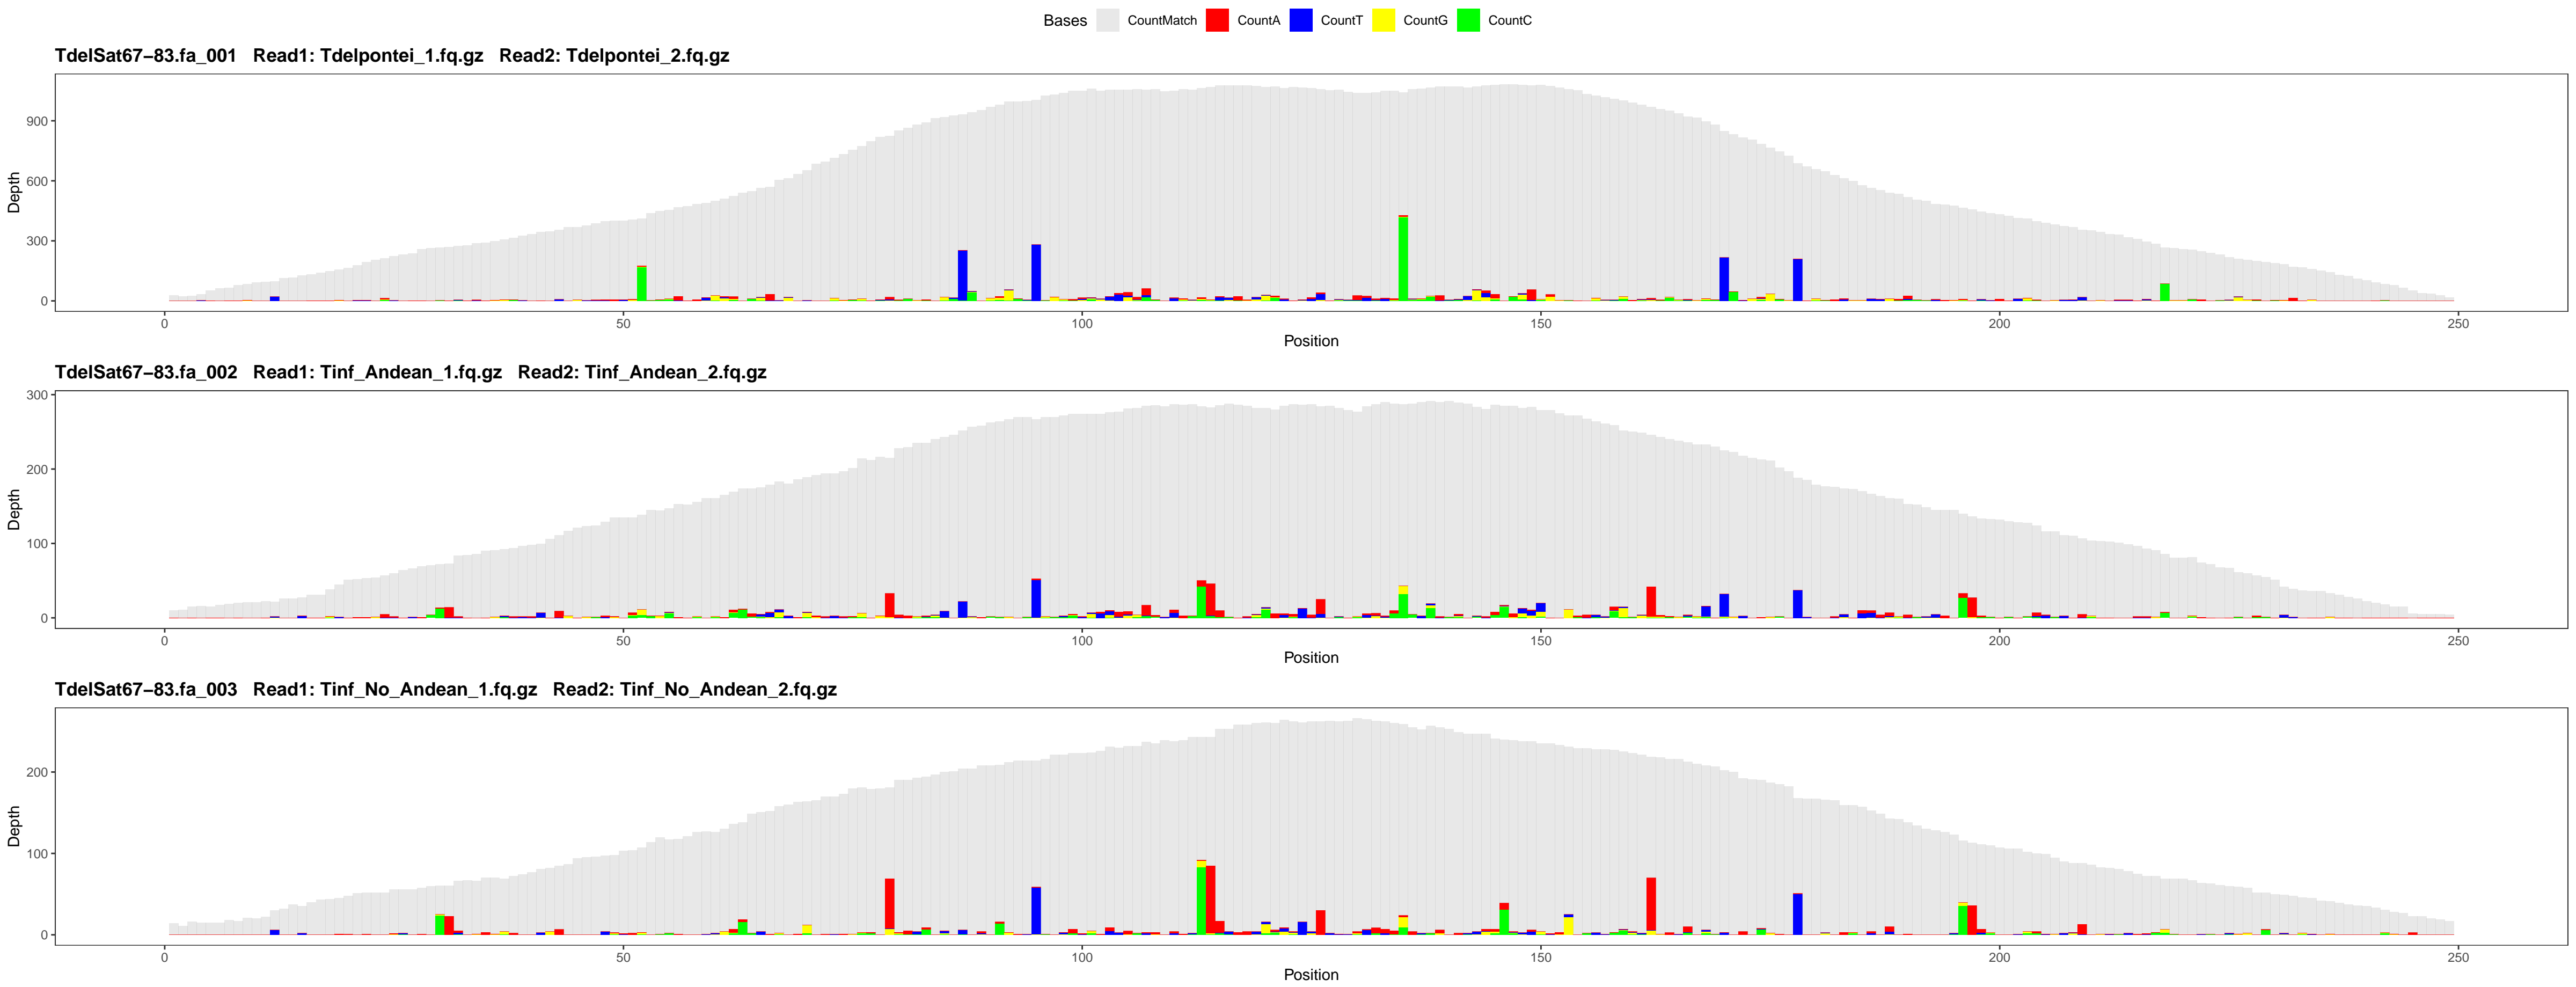 Bases CountMatch CountA CountT CountG CountC
TdelSat67−83.fa_001 Read1: Tdelpontei_1.fq.gz Read2: Tdelpontei_2.fq.gz
900
600
300
0
Depth
0 50 100 150 200 250
Position
TdelSat67−83.fa_002 Read1: Tinf_Andean_1.fq.gz Read2: Tinf_Andean_2.fq.gz
300
200
100
0
Depth
0 50 100 150 200 250
Position
TdelSat67−83.fa_003 Read1: Tinf_No_Andean_1.fq.gz Read2: Tinf_No_Andean_2.fq.gz
200
100
0
Depth
0 50 100 150 200 250
Position